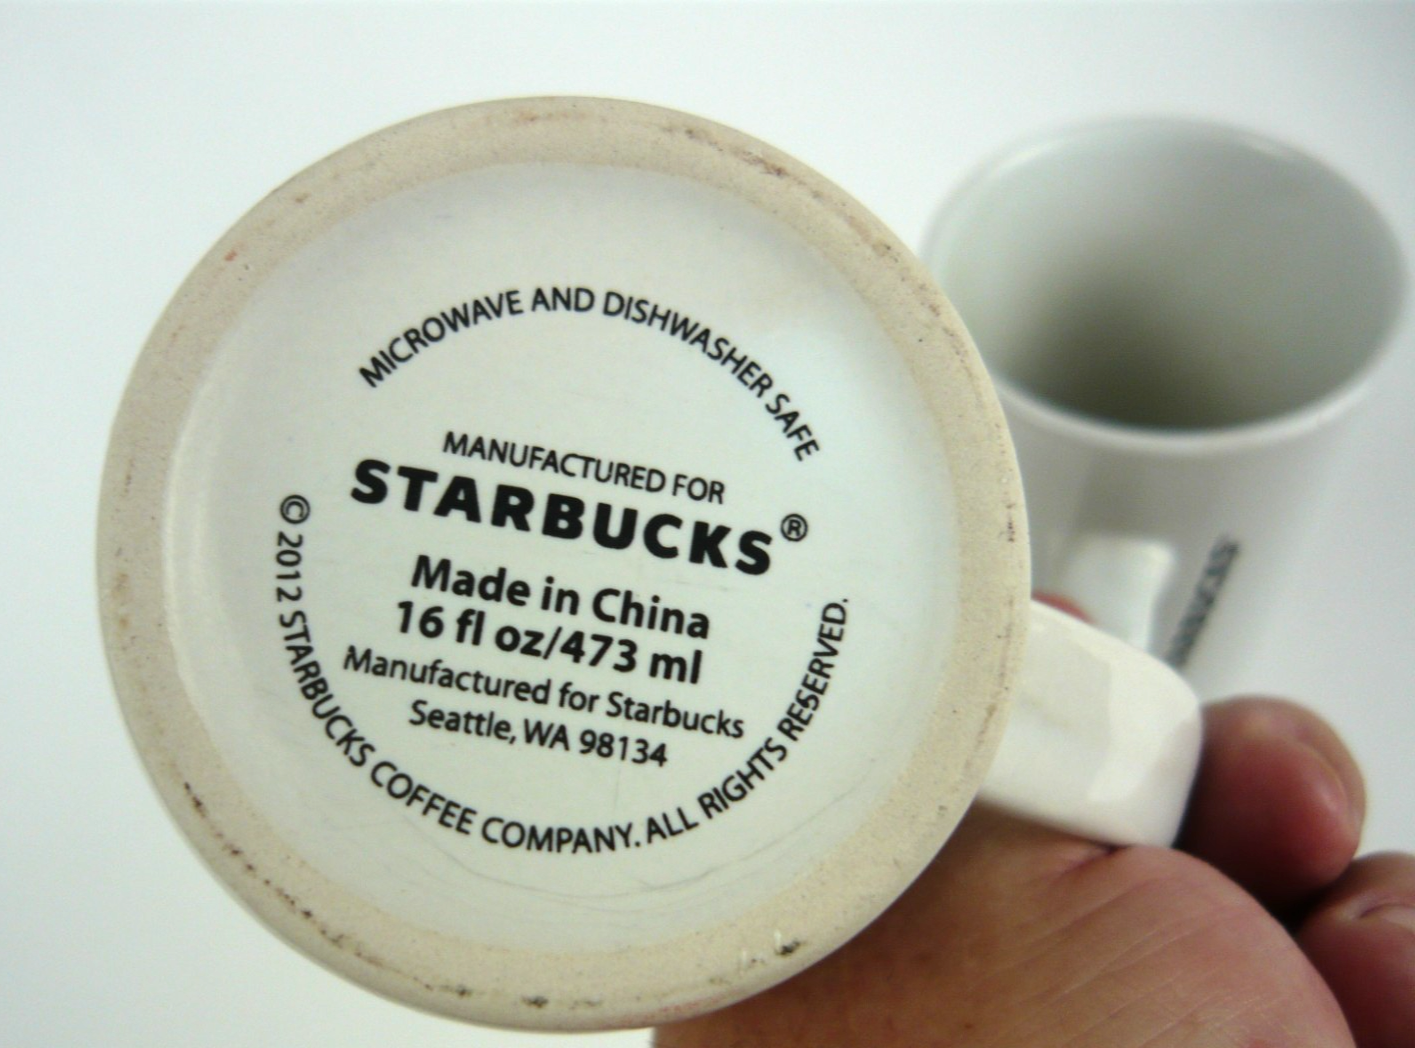 MICROWAVE AND DISHWASHER SAFE
MANUFACTURED FOR
STARBUCKS®
Made in China
16 fl oz/473 ml
Manufactured for Starbucks
Seattle, WA 98134
© 2012 STARBUCKS COFFEE COMPANY. ALL RIGHTS RESERVED.